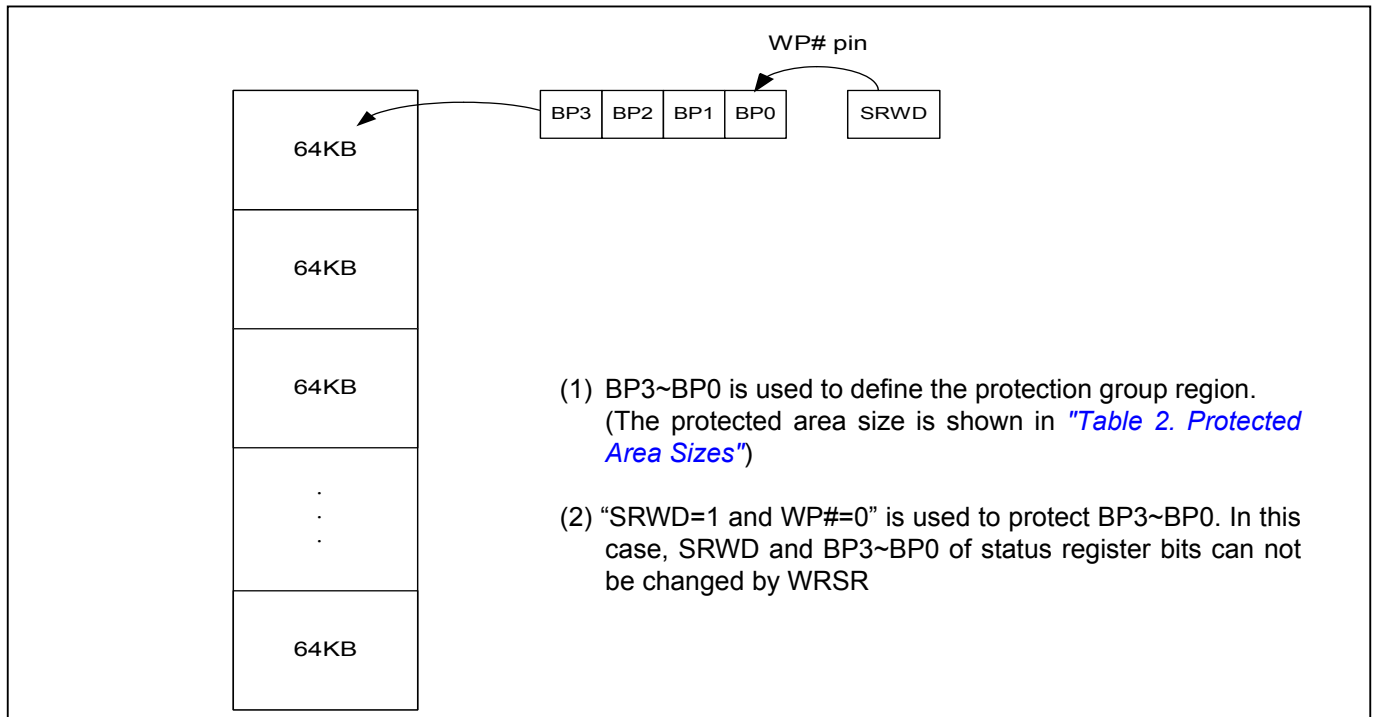 WP# pin
BP3 BP2 BP1 BP0 SRWD
64KB
64KB
64KB
.
.
.
64KB
(1) BP3~BP0 is used to define the protection group region.
(The protected area size is shown in "Table 2. Protected
Area Sizes")
(2) “SRWD=1 and WP#=0” is used to protect BP3~BP0. In this
case, SRWD and BP3~BP0 of status register bits can not
be changed by WRSR